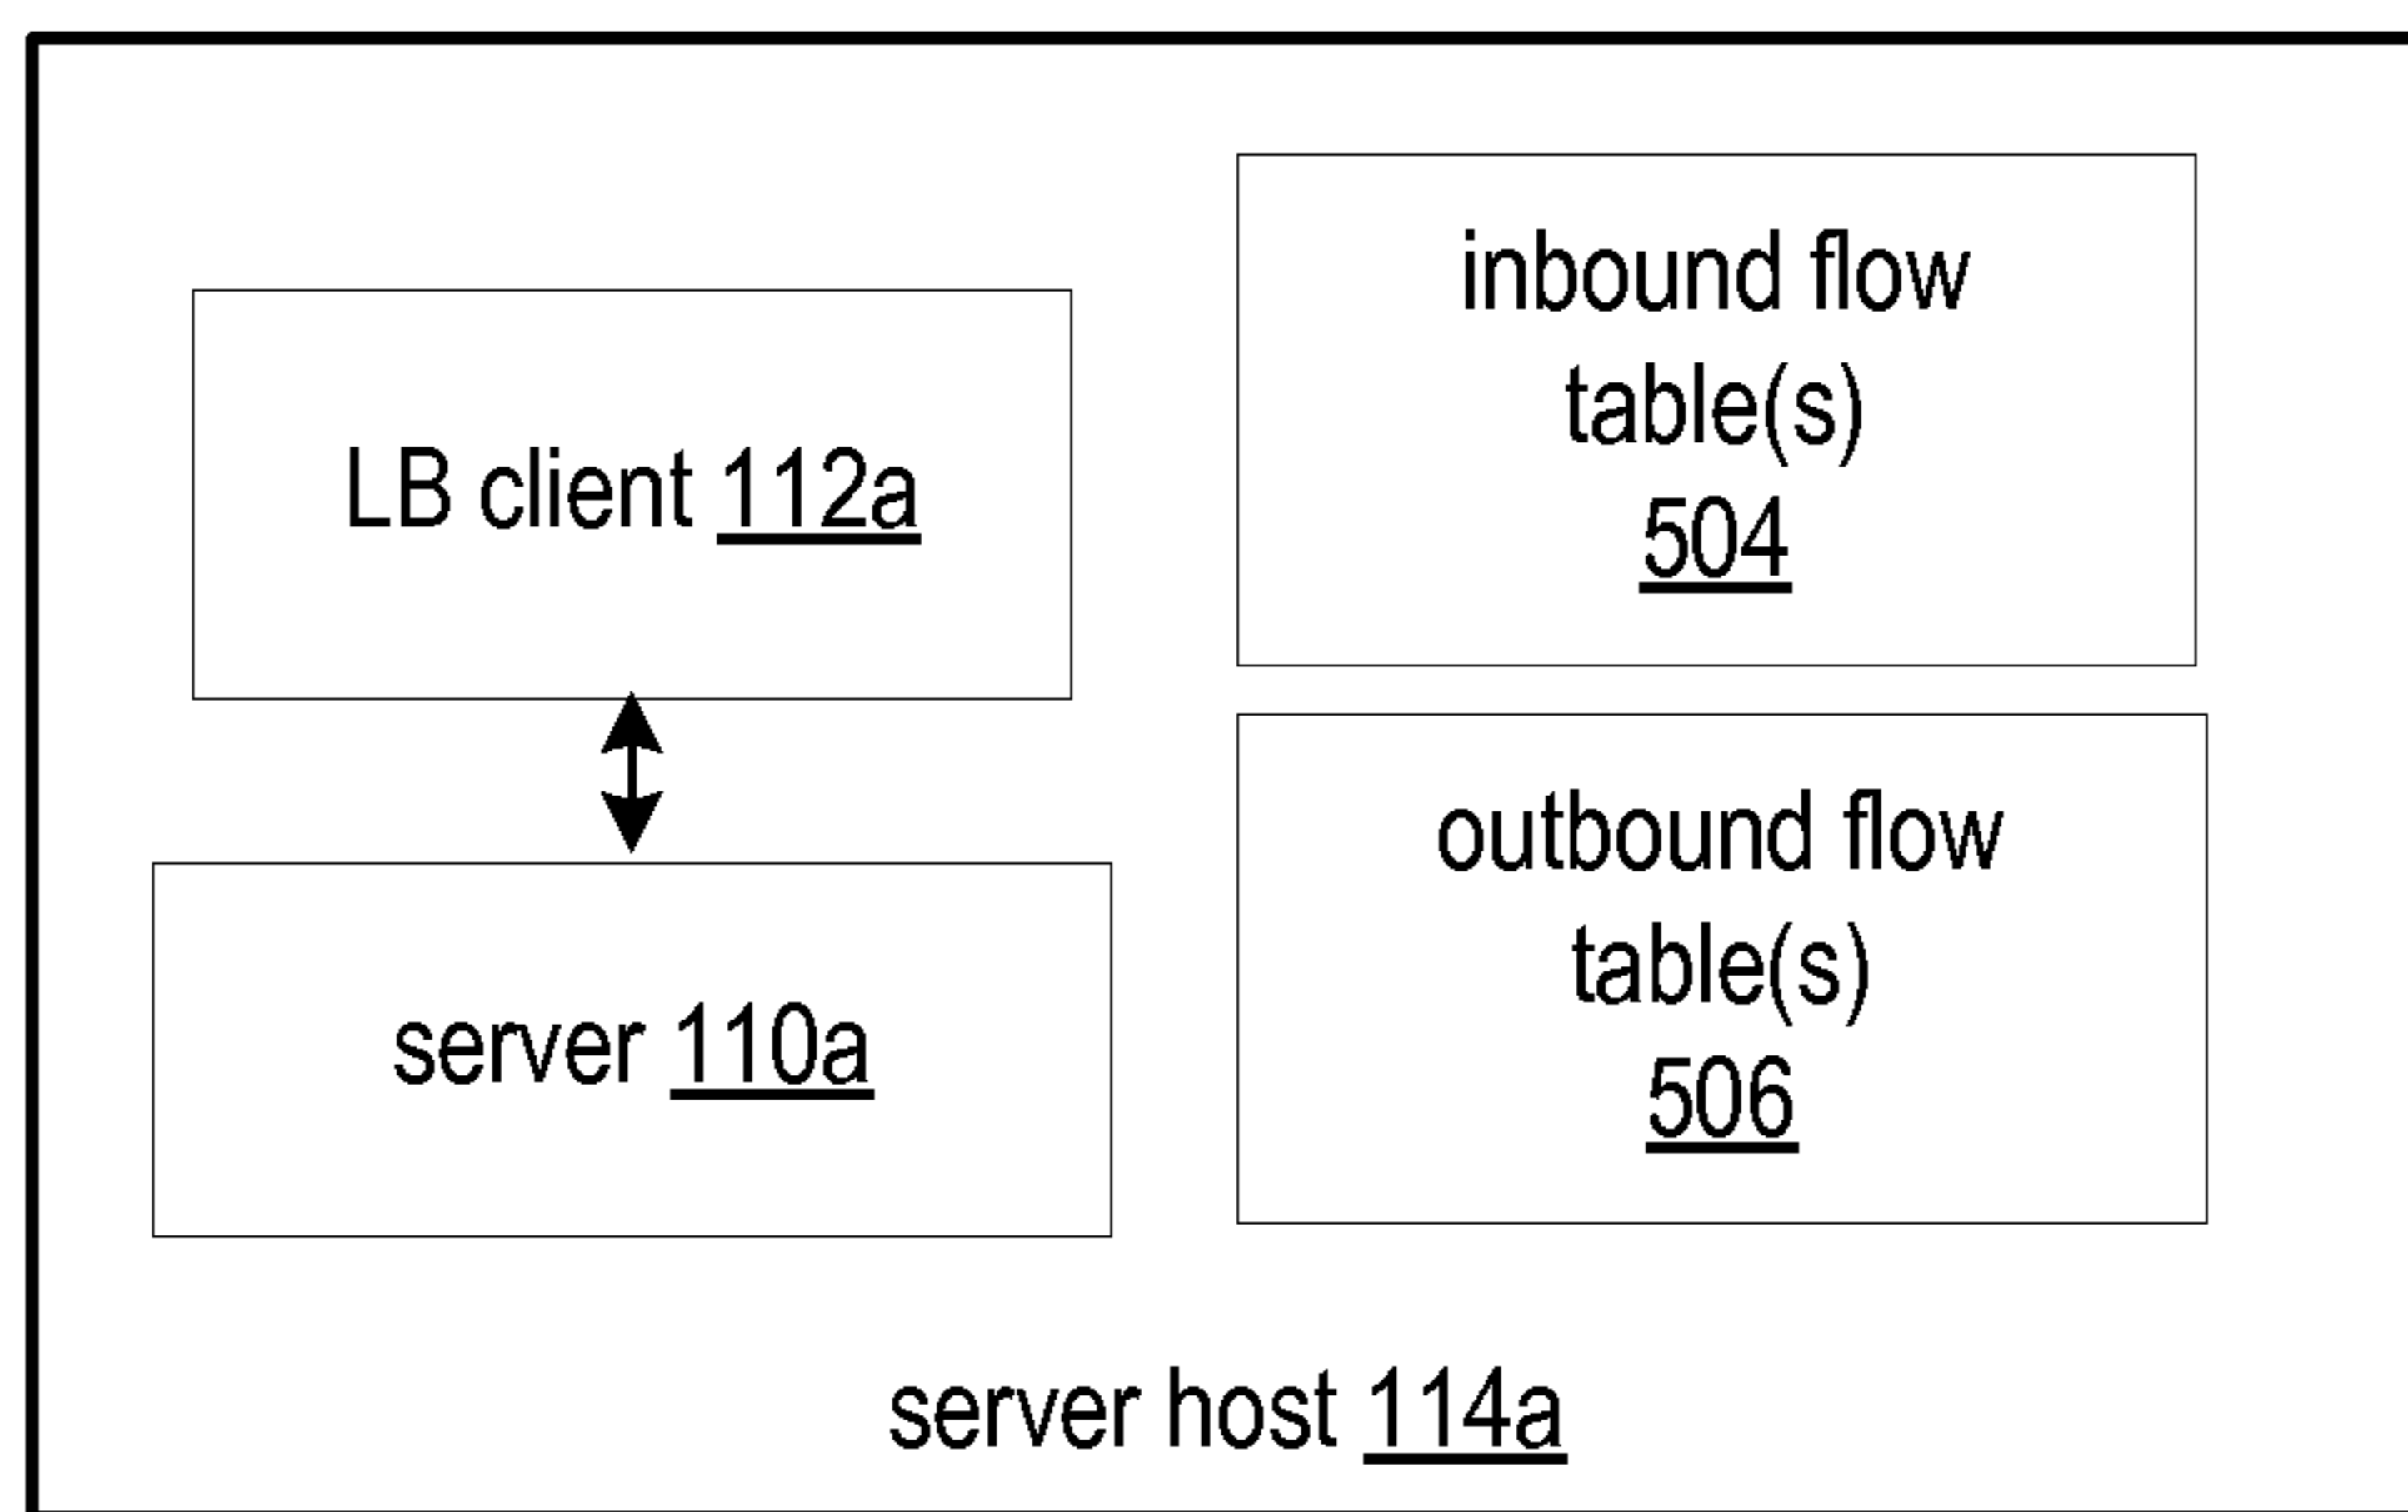 LB client 112a
server 110a
inbound flow
table(s)
504
outbound flow
table(s)
506
server host 114a